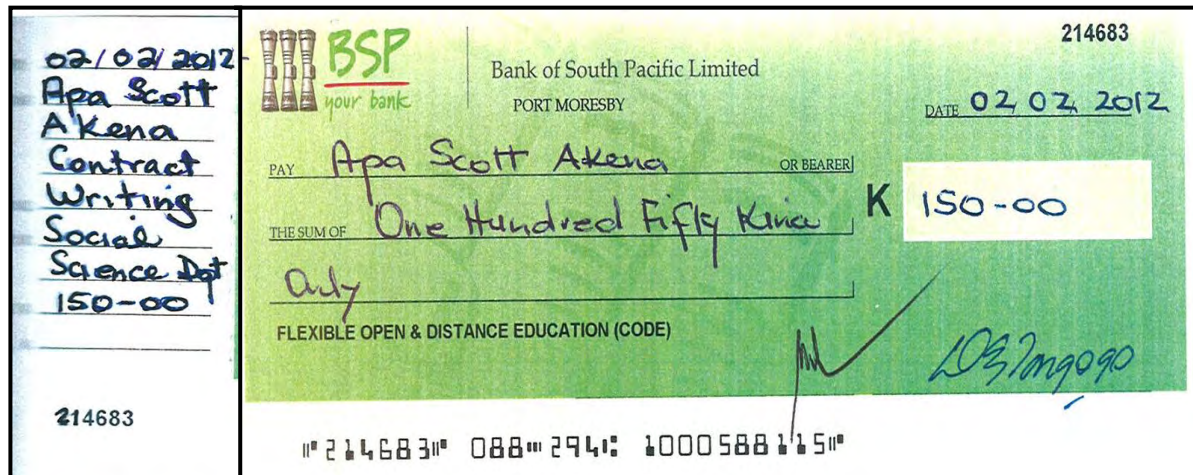 02/02/2012
Apa Scott
Akena
Contract
Writing
Social
Science Dpt
150-00
214683
214683
BSP
your bank
Bank of South Pacific Limited
PORT MORESBY
DATE 02 02 2012
PAY Apa Scott Akena OR BEARER
THE SUM OF One Hundred Fifty Kina K 150-00
Only
FLEXIBLE OPEN & DISTANCE EDUCATION (CODE)
⑈214683⑈ 088⑉294⑆ 1000588115⑈